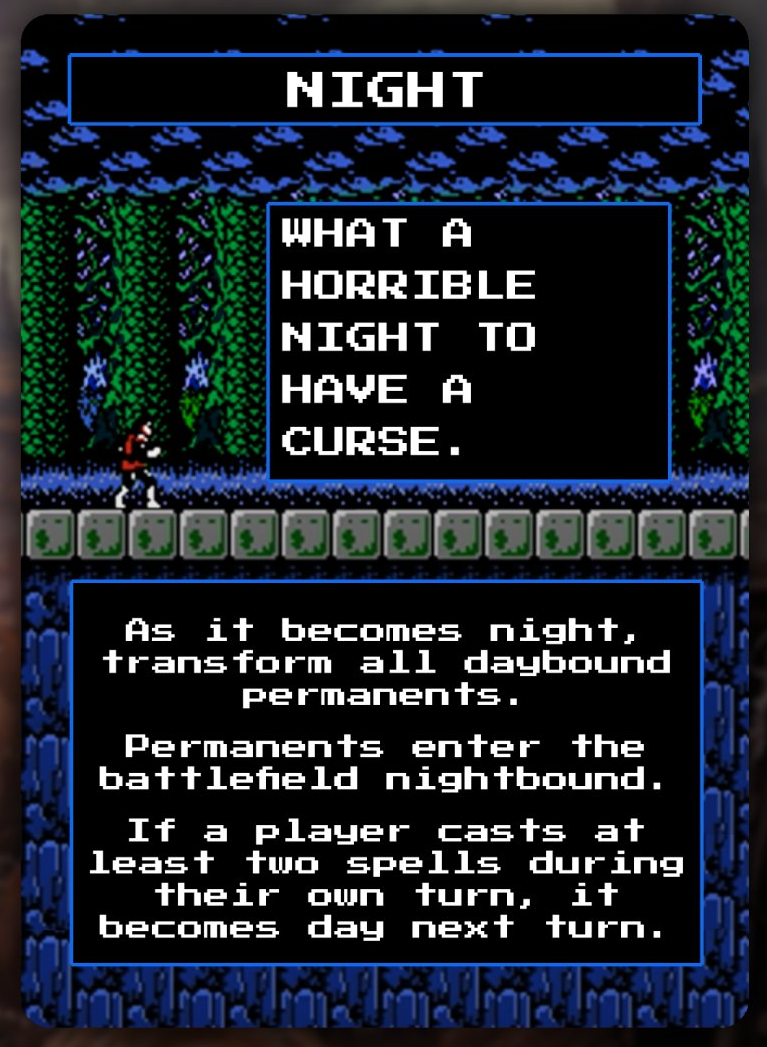 NIGHT
WHAT A
HORRIBLE
NIGHT TO
HAVE A
CURSE.
As it becomes night,
transform all daybound
permanents.
Permanents enter the
battlefield nightbound.
If a player casts at
least two spells during
their own turn, it
becomes day next turn.